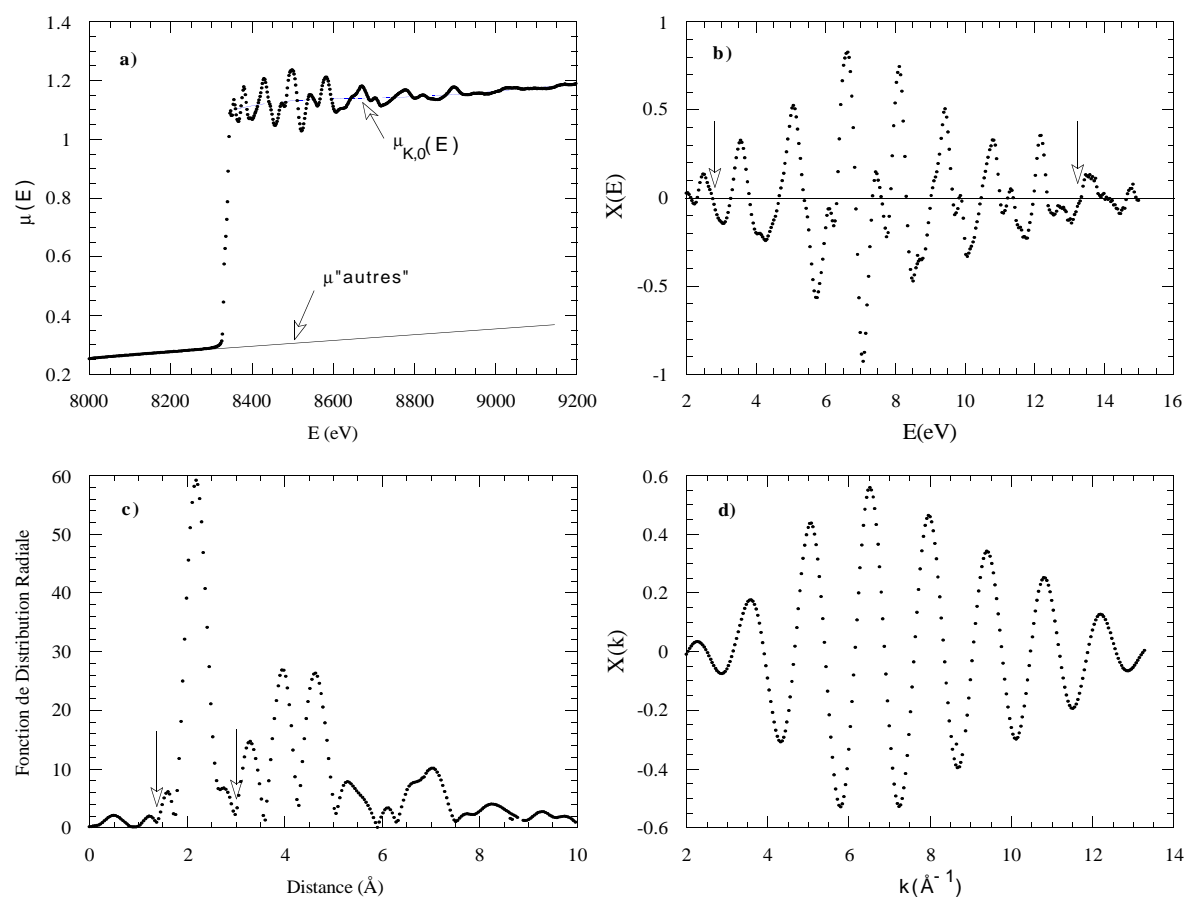 1.4
1.2
1
0.8
0.6
0.4
0.2
μ(E)
a)
μK,0(E)
μ"autres"
8000 8200 8400 8600 8800 9000 9200
E (eV)
1
0.5
0
-0.5
-1
X(E)
b)
2 4 6 8 10 12 14 16
E(eV)
60
50
40
30
20
10
0
Fonction de Distribution Radiale
c)
0 2 4 6 8 10
Distance (Å)
0.6
0.4
0.2
0
-0.2
-0.4
-0.6
X(k)
d)
2 4 6 8 10 12 14
k(Å-1)